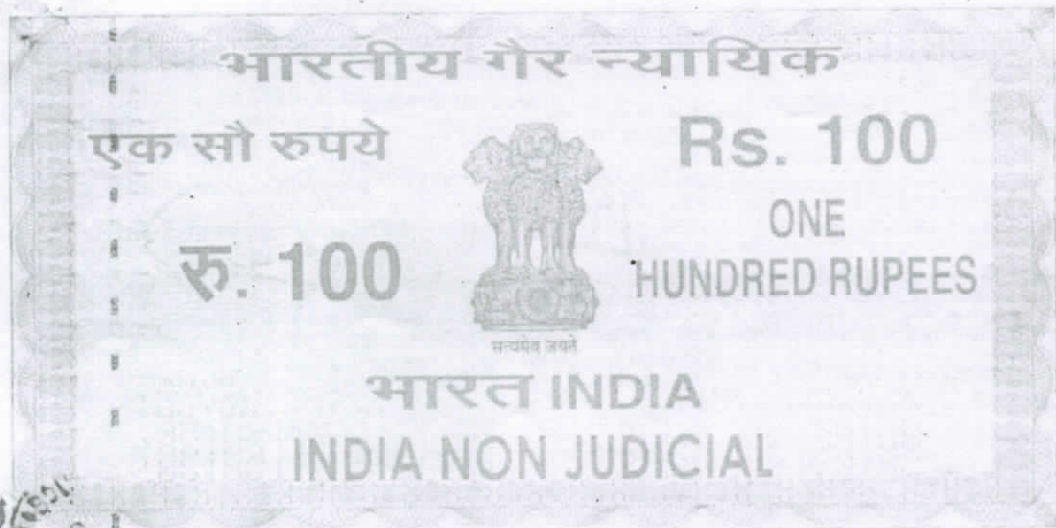 भारतीय गैर न्यायिक
एक सौ रुपये
रु. 100
Rs. 100
ONE
HUNDRED RUPEES
सत्यमेव जयते
भारत INDIA
INDIA NON JUDICIAL